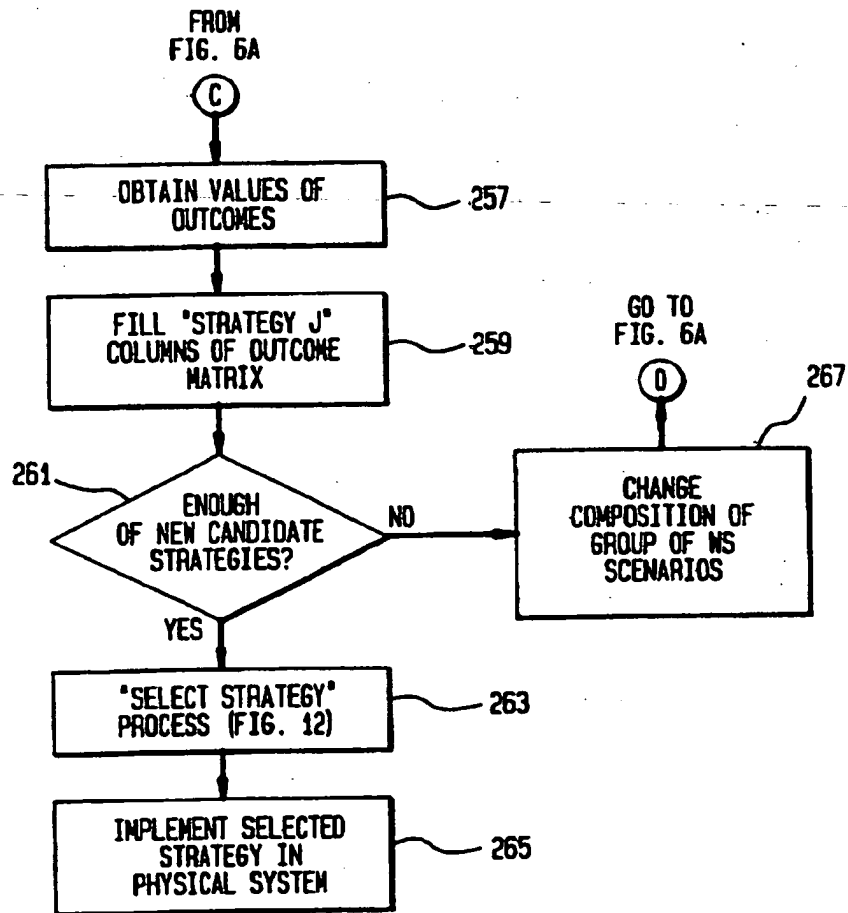 FROM
FIG. 6A
C
OBTAIN VALUES OF
OUTCOMES
257
FILL "STRATEGY J"
COLUMNS OF OUTCOME
MATRIX
259
GO TO
FIG. 6A
D
267
261
ENOUGH
OF NEW CANDIDATE
STRATEGIES?
NO
CHANGE
COMPOSITION OF
GROUP OF WS
SCENARIOS
YES
"SELECT STRATEGY"
PROCESS (FIG. 12)
263
IMPLEMENT SELECTED
STRATEGY IN
PHYSICAL SYSTEM
265